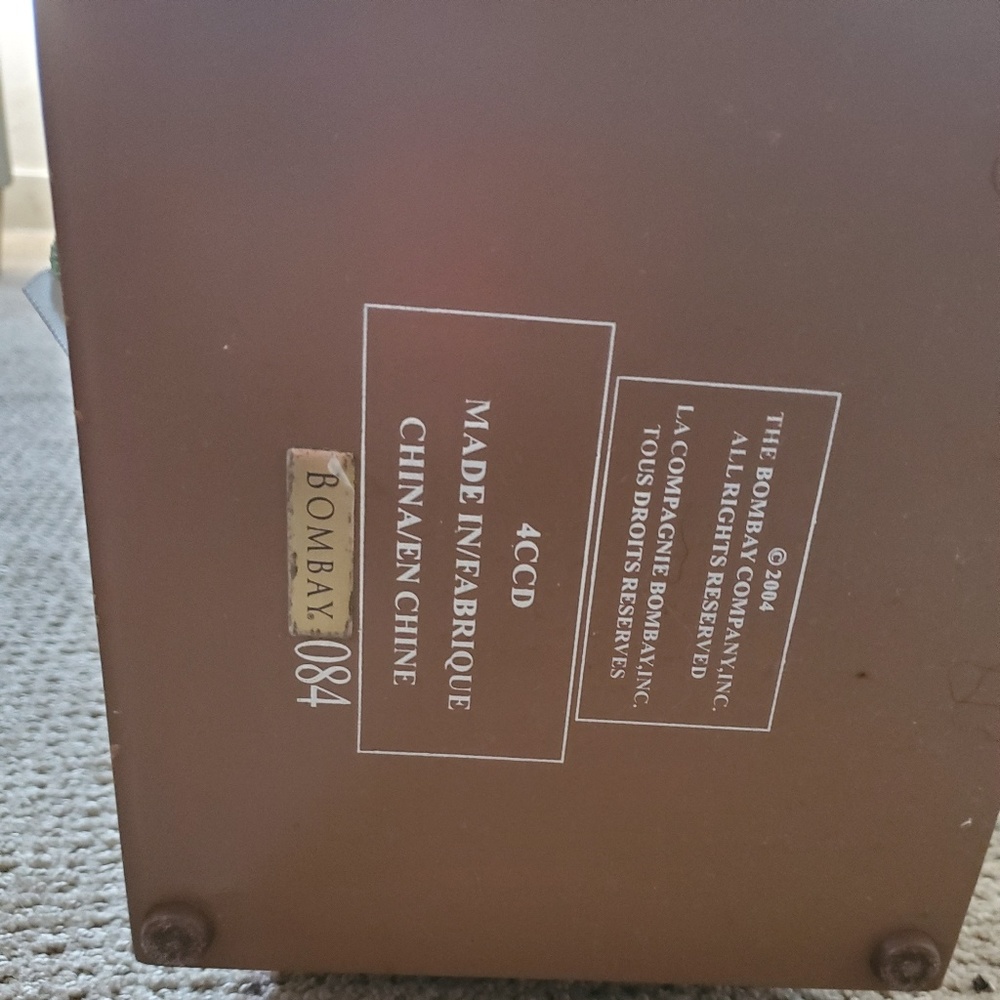 © 2004
THE BOMBAY COMPANY,INC.
ALL RIGHTS RESERVED
LA COMPAGNIE BOMBAY,INC.
TOUS DROITS RESERVES
4CCD
MADE IN/FABRIQUE
CHINA/EN CHINE
BOMBAY®
084